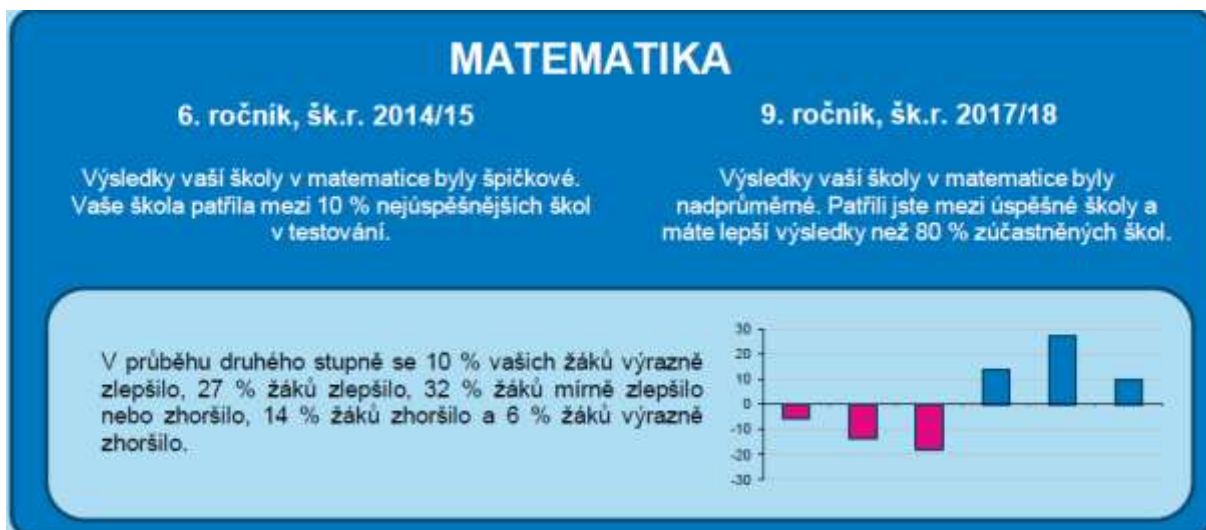 MATEMATIKA
6. ročník, šk.r. 2014/15
Výsledky vaší školy v matematice byly špičkové.
Vaše škola patřila mezi 10 % nejúspěšnějších škol
v testování.
9. ročník, šk.r. 2017/18
Výsledky vaší školy v matematice byly
nadprůměrné. Patřili jste mezi úspěšné školy a
máte lepší výsledky než 80 % zúčastněných škol.
V průběhu druhého stupně se 10 % vašich žáků výrazně
zlepšilo, 27 % žáků zlepšilo, 32 % žáků mírně zlepšilo
nebo zhoršilo, 14 % žáků zhoršilo a 6 % žáků výrazně
zhoršilo.
30
20
10
0
-10
-20
-30